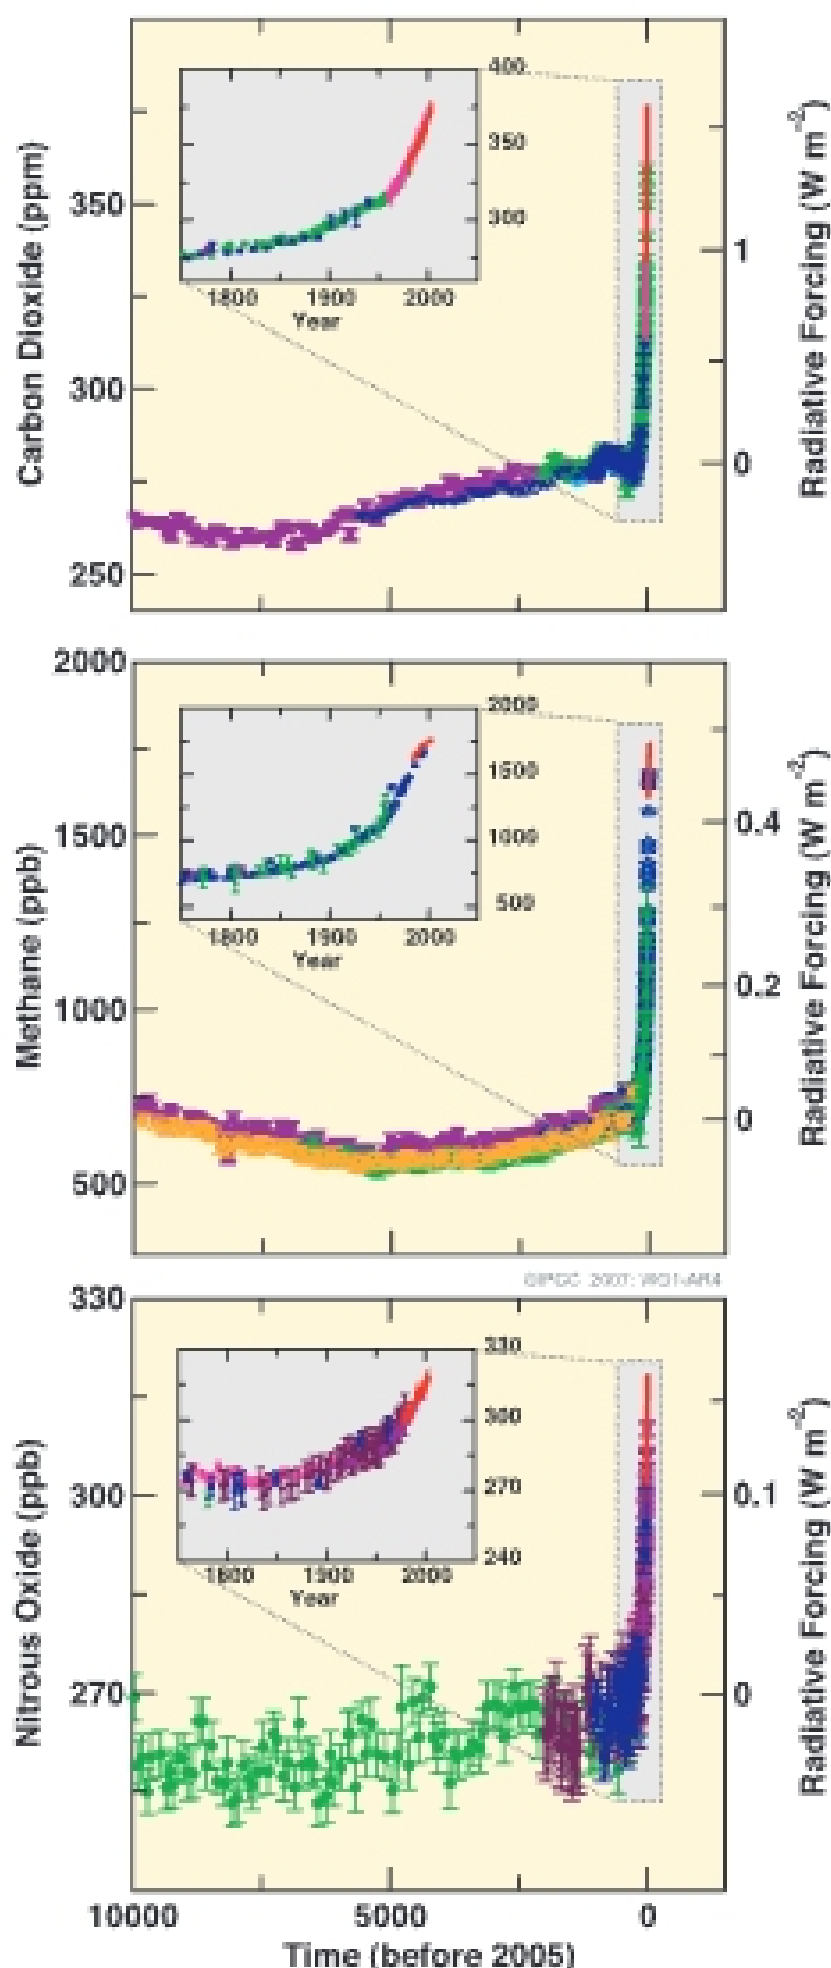 Carbon Dioxide (ppm)
350
300
250
400
350
300
1800 1900 2000
Year
1
0
Radiative Forcing (W m-2)
Methane (ppb)
2000
1500
1000
500
2000
1500
1000
500
1800 1900 2000
Year
0.4
0.2
0
Radiative Forcing (W m-2)
©IPCC 2007: WG1-AR4
Nitrous Oxide (ppb)
330
300
270
330
300
270
240
1800 1900 2000
Year
0.1
0
Radiative Forcing (W m-2)
10000 5000 0
Time (before 2005)